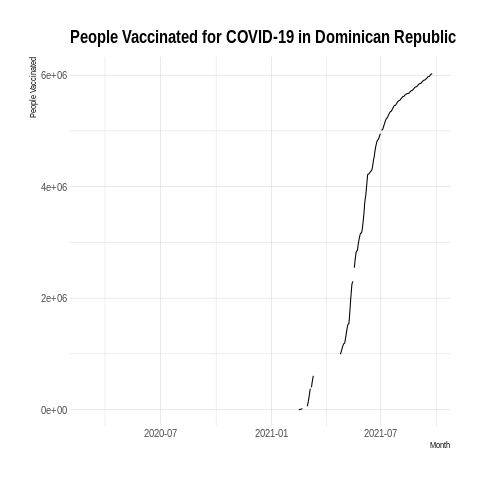 People Vaccinated for COVID-19 in Dominican Republic
People Vaccinated
6e+06
4e+06
2e+06
0e+00
2020-07
2021-01
2021-07
Month